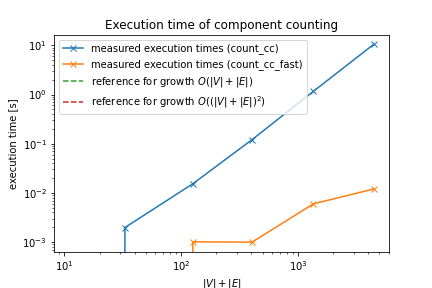 Execution time of component counting
measured execution times (count_cc)
measured execution times (count_cc_fast)
reference for growth O(|V| + |E|)
reference for growth O((|V| + |E|)²)
execution time [s]
10¹
10⁰
10⁻¹
10⁻²
10⁻³
10¹ 10² 10³
|V| + |E|